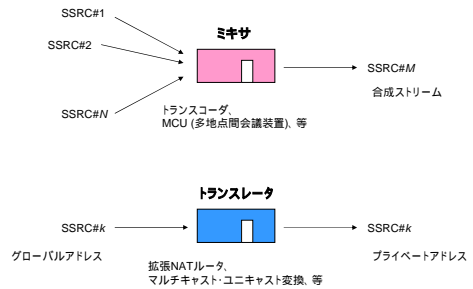 SSRC#1
SSRC#2
SSRC#N
ミキサ
SSRC#M
合成ストリーム
トランスコーダ、
MCU (多地点間会議装置)、等
トランスレータ
SSRC#k
SSRC#k
グローバルアドレス
プライベートアドレス
拡張NATルータ、
マルチキャスト・ユニキャスト変換、等